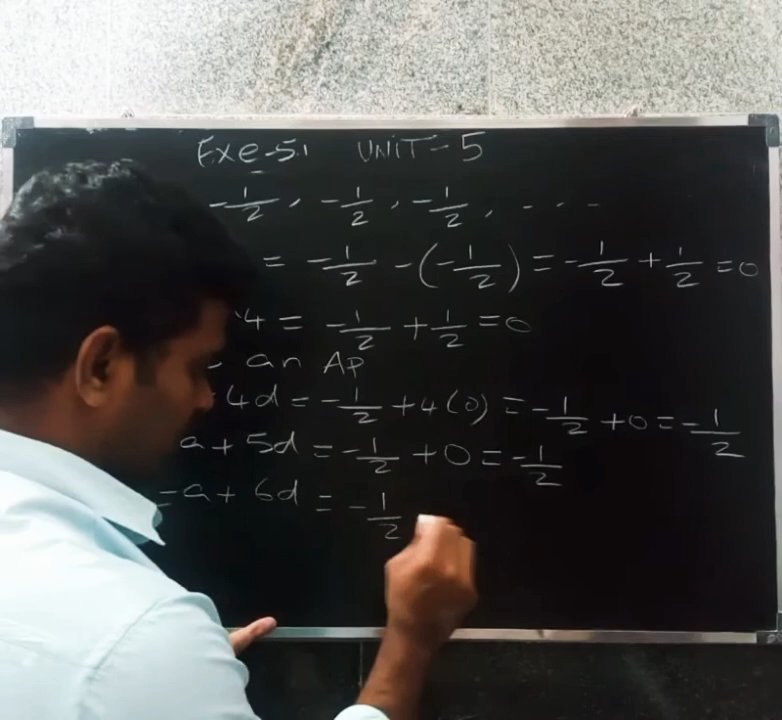 Exe-5.1 UNIT-5
-1/2, -1/2, -1/2, - - -
= -1/2 -(-1/2) = -1/2 + 1/2 = 0
4 = -1/2 + 1/2 = 0
an AP
4d = -1/2 + 4(0) = -1/2 + 0 = -1/2
a + 5d = -1/2 + 0 = -1/2
= a + 6d = -1/2